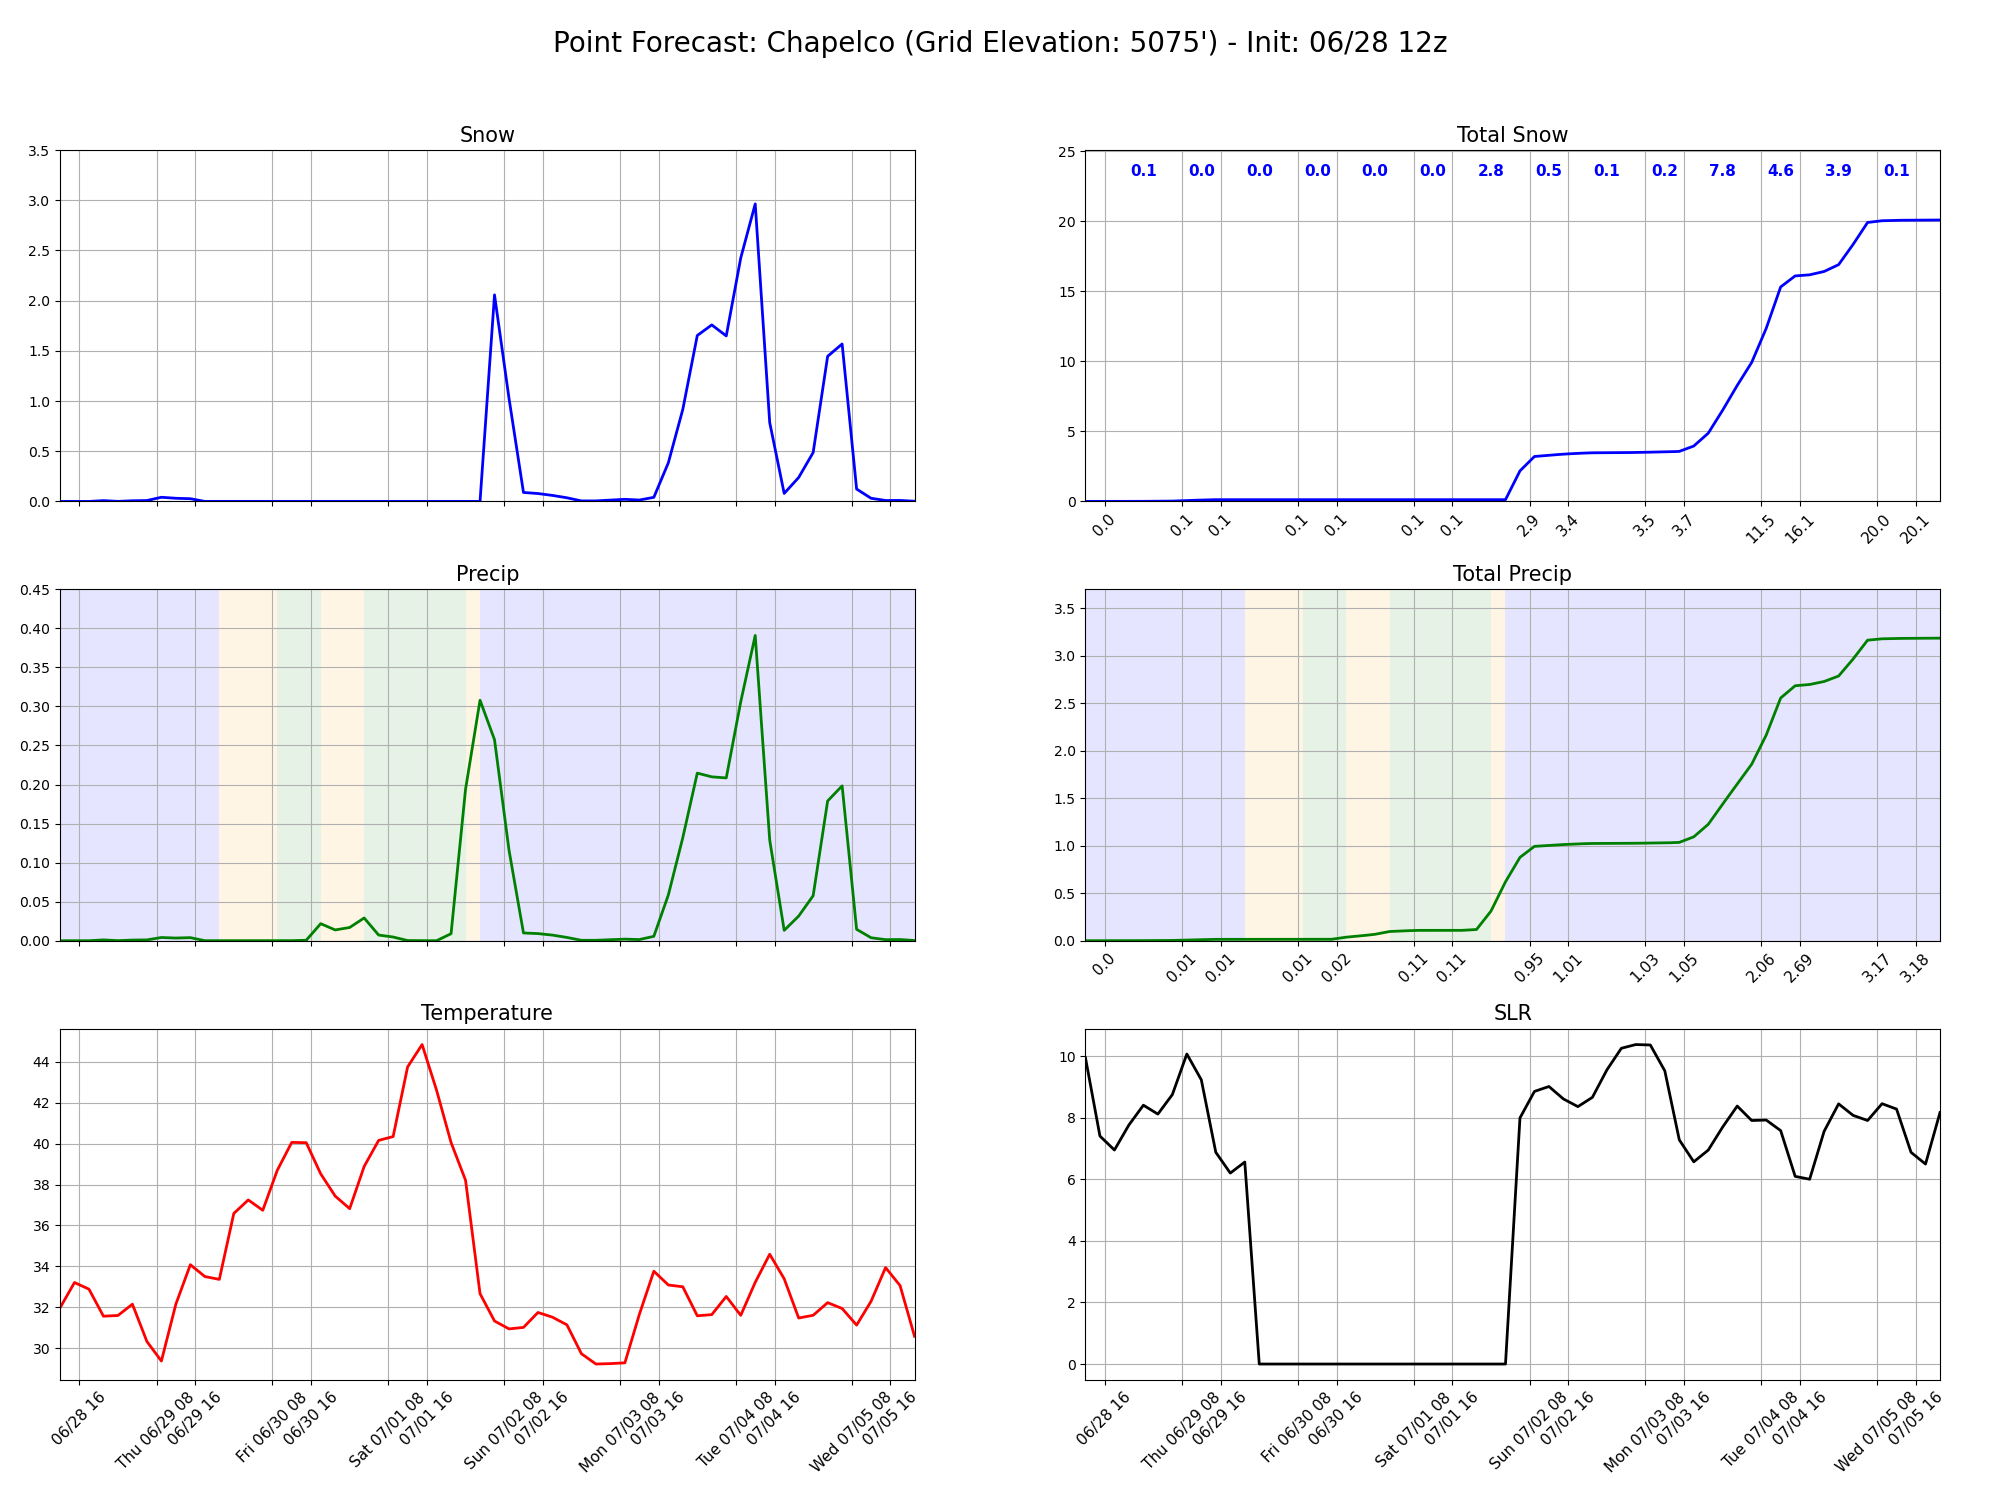 Point Forecast: Chapelco (Grid Elevation: 5075') - Init: 06/28 12z
Snow
3.5
3.0
2.5
2.0
1.5
1.0
0.5
0.0
Total Snow
25
20
15
10
5
0
0.1 0.0 0.0 0.0 0.0 0.0 2.8 0.5 0.1 0.2 7.8 4.6 3.9 0.1
0.0 0.1 0.1 0.1 0.1 0.1 0.1 2.9 3.4 3.5 3.7 11.5 16.1 20.0 20.1
Precip
0.45
0.40
0.35
0.30
0.25
0.20
0.15
0.10
0.05
0.00
Total Precip
3.5
3.0
2.5
2.0
1.5
1.0
0.5
0.0
0.0 0.01 0.01 0.01 0.02 0.11 0.11 0.95 1.01 1.03 1.05 2.06 2.69 3.17 3.18
Temperature
44
42
40
38
36
34
32
30
06/28 16
Thu 06/29 08
06/29 16
Fri 06/30 08
06/30 16
Sat 07/01 08
07/01 16
Sun 07/02 08
07/02 16
Mon 07/03 08
07/03 16
Tue 07/04 08
07/04 16
Wed 07/05 08
07/05 16
SLR
10
8
6
4
2
0
06/28 16
Thu 06/29 08
06/29 16
Fri 06/30 08
06/30 16
Sat 07/01 08
07/01 16
Sun 07/02 08
07/02 16
Mon 07/03 08
07/03 16
Tue 07/04 08
07/04 16
Wed 07/05 08
07/05 16